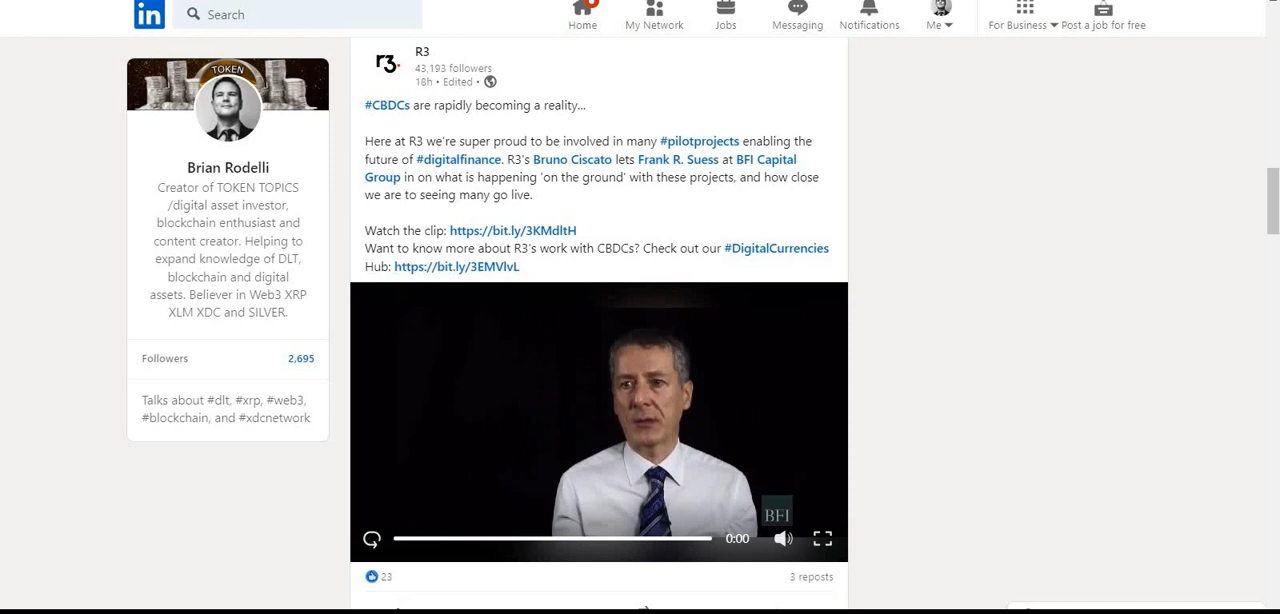 in
Search
Home
My Network
Jobs
Messaging
Notifications
Me
For Business
Post a job for free
TOKEN
Brian Rodelli
Creator of TOKEN TOPICS
/digital asset investor,
blockchain enthusiast and
content creator. Helping to
expand knowledge of DLT,
blockchain and digital
assets. Believer in Web3 XRP
XLM XDC and SILVER.
Followers 2,695
Talks about #dlt, #xrp, #web3,
#blockchain, and #xdcnetwork
r3.
R3
43,193 followers
18h • Edited •
#CBDCs are rapidly becoming a reality...
Here at R3 we're super proud to be involved in many #pilotprojects enabling the
future of #digitalfinance. R3's Bruno Ciscato lets Frank R. Suess at BFI Capital
Group in on what is happening 'on the ground' with these projects, and how close
we are to seeing many go live.
Watch the clip: https://bit.ly/3KMdltH
Want to know more about R3's work with CBDCs? Check out our #DigitalCurrencies
Hub: https://bit.ly/3EMVlvL
BFI
0:00
23
3 reposts